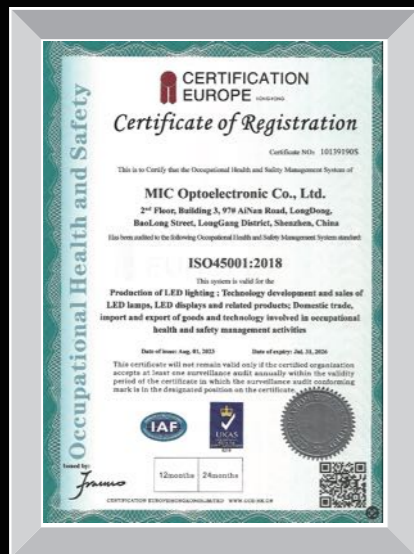 Occupational Health and Safety
CERTIFICATION
EUROPE HONGKONG
Certificate of Registration
Certificate NO: 10139190S
This is to Certify that the Occupational Health and Safety Management System of
MIC Optoelectronic Co., Ltd.
2nd Floor, Building 3, 97# AiNan Road, LongDong,
BaoLong Street, LongGang District, Shenzhen, China
Has been audited to the following Occupational Health and Safety Management System standard:
ISO45001:2018
This system is valid for the
Production of LED lighting ; Technology development and sales of
LED lamps, LED displays and related products; Domestic trade,
import and export of goods and technology involved in occupational
health and safety management activities
Date of issue: Aug. 01, 2023 Date of expiry: Jul. 31, 2026
This certificate will not remain valid only if the certified organization
accepts at least one surveillance audit annually within the validity
period of the certificate in which the surveillance audit conforming
mark is in the designated position on the certificate.
IAF
UKAS
Issued by:
12months 24months
CERTIFICATION EUROPE(HONGKONG)LIMITED